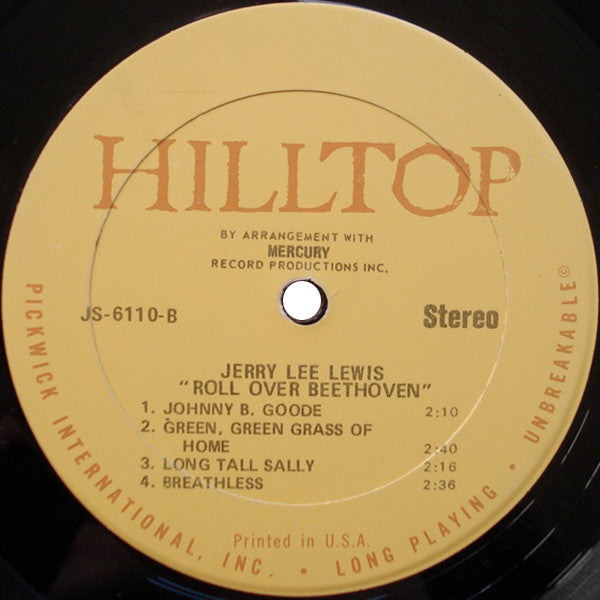 HILLTOP
BY ARRANGEMENT WITH
MERCURY
RECORD PRODUCTIONS INC.
JS-6110-B
Stereo
JERRY LEE LEWIS
"ROLL OVER BEETHOVEN"
1. JOHNNY B. GOODE 2:10
2. GREEN, GREEN GRASS OF
HOME 2:40
3. LONG TALL SALLY 2:16
4. BREATHLESS 2:36
Printed in U.S.A.
PICKWICK INTERNATIONAL, INC. • LONG PLAYING • UNBREAKABLE©